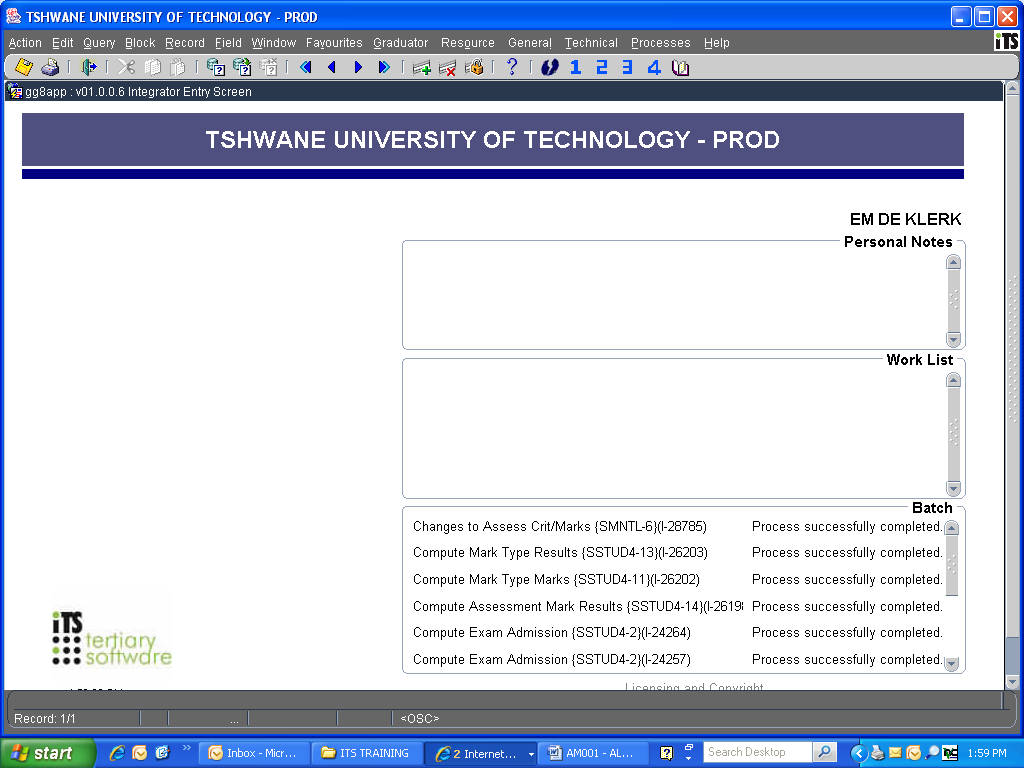 TSHWANE UNIVERSITY OF TECHNOLOGY - PROD
Action Edit Query Block Record Field Window Favourites Graduator Resource General Technical Processes Help
iTS
? 1 2 3 4
gg8app : v01.0.0.6 Integrator Entry Screen
TSHWANE UNIVERSITY OF TECHNOLOGY - PROD
EM DE KLERK
Personal Notes
Work List
Batch
Changes to Assess Crit/Marks {SMNTL-6}(I-28785) Process successfully completed.
Compute Mark Type Results {SSTUD4-13}(I-26203) Process successfully completed.
Compute Mark Type Marks {SSTUD4-11}(I-26202) Process successfully completed.
Compute Assessment Mark Results {SSTUD4-14}(I-2619 Process successfully completed.
Compute Exam Admission {SSTUD4-2}(I-24264) Process successfully completed.
Compute Exam Admission {SSTUD4-2}(I-24257) Process successfully completed.
iTS
tertiary
software
Licensing and Copyright
Record: 1/1 ... <OSC>
start Inbox - Micr... ITS TRAINING 2 Internet... AM001 - AL... Search Desktop 1:59 PM